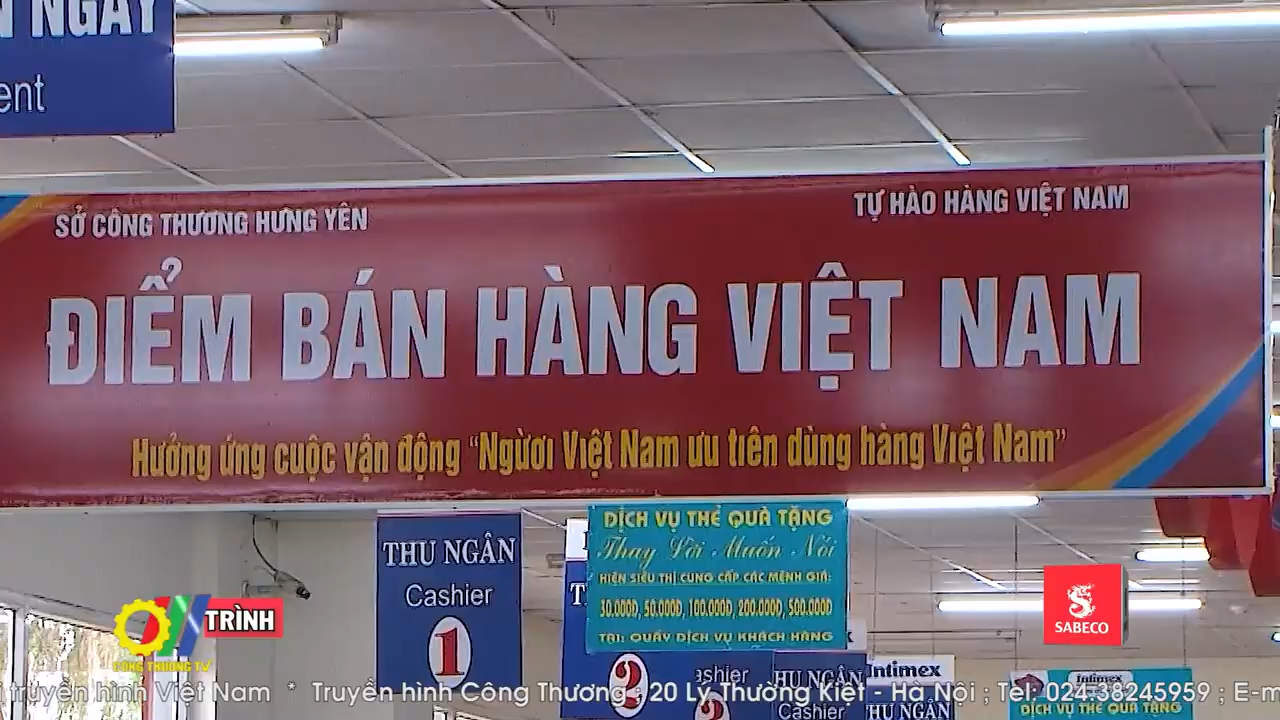 NGAY
SỞ CÔNG THƯƠNG HƯNG YÊN
TỰ HÀO HÀNG VIỆT NAM
ĐIỂM BÁN HÀNG VIỆT NAM
Hưởng ứng cuộc vận động "Người Việt Nam ưu tiên dùng hàng Việt Nam"
THU NGÂN
Cashier
1
DỊCH VỤ THẺ QUÀ TẶNG
Thay Lời Muốn Nói
HIỆN SIÊU THỊ CUNG CẤP CÁC MỆNH GIÁ:
30.000Đ, 50.000Đ, 100.000Đ, 200.000Đ, 500.000Đ
TẠI: QUẦY DỊCH VỤ KHÁCH HÀNG
2
THU NGÂN
Cashier
Intimex
THU NGÂN
Intimex
DỊCH VỤ THẺ QUÀ TẶNG
TRÌNH
CÔNG THƯƠNG TV
SABECO
truyền hình Việt Nam * Truyền hình Công Thương : 20 Lý Thường Kiệt - Hà Nội ; Tel: 024 38245959 ; E-m